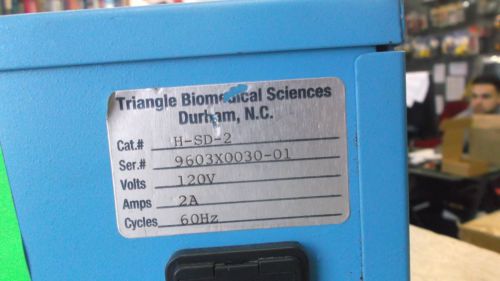 Triangle Biomedical Sciences
Durham, N.C.
Cat.# H-SD-2
Ser.# 9603X0030-01
Volts 120V
Amps 2A
Cycles 60Hz